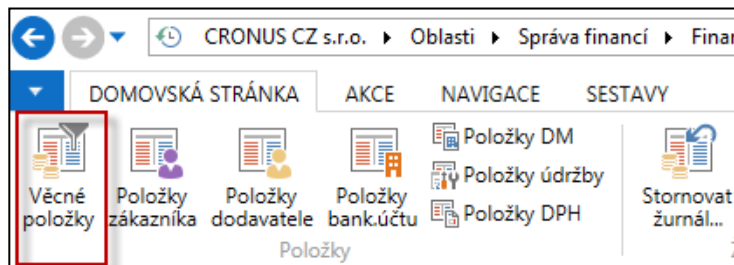 CRONUS CZ s.r.o. ▸ Oblasti ▸ Správa financí ▸ Finan
DOMOVSKÁ STRÁNKA AKCE NAVIGACE SESTAVY
Věcné položky
Položky zákazníka
Položky dodavatele
Položky bank.účtu
Položky DM
Položky údržby
Položky DPH
Stornovat žurnál...
Položky